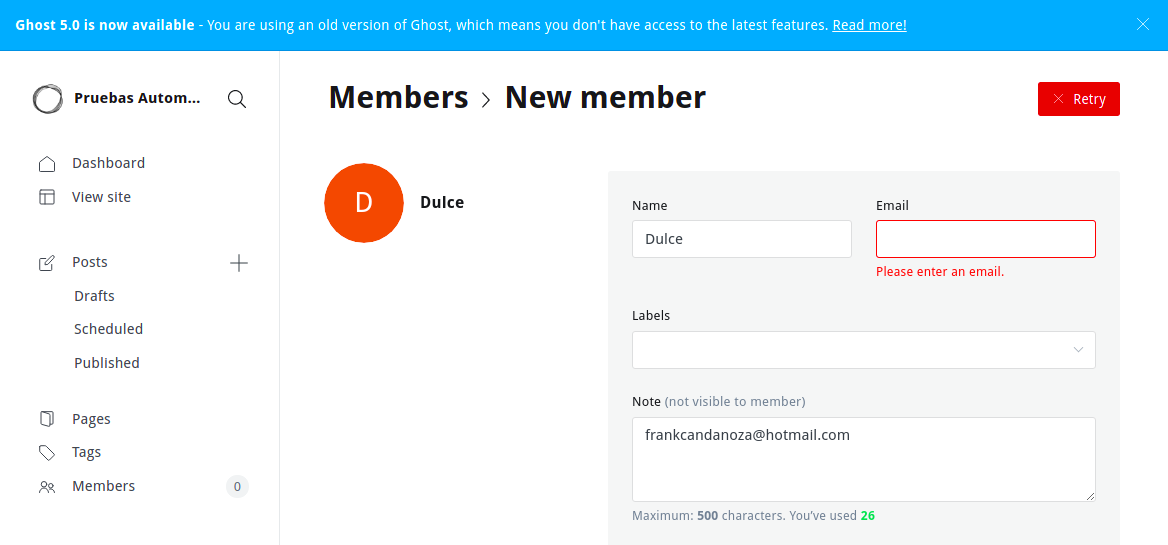 Ghost 5.0 is now available - You are using an old version of Ghost, which means you don't have access to the latest features. Read more!
Pruebas Autom...
Dashboard
View site
Posts
Drafts
Scheduled
Published
Pages
Tags
Members 0
Members > New member
Retry
D
Dulce
Name
Dulce
Email
Please enter an email.
Labels
Note (not visible to member)
frankcandanoza@hotmail.com
Maximum: 500 characters. You've used 26